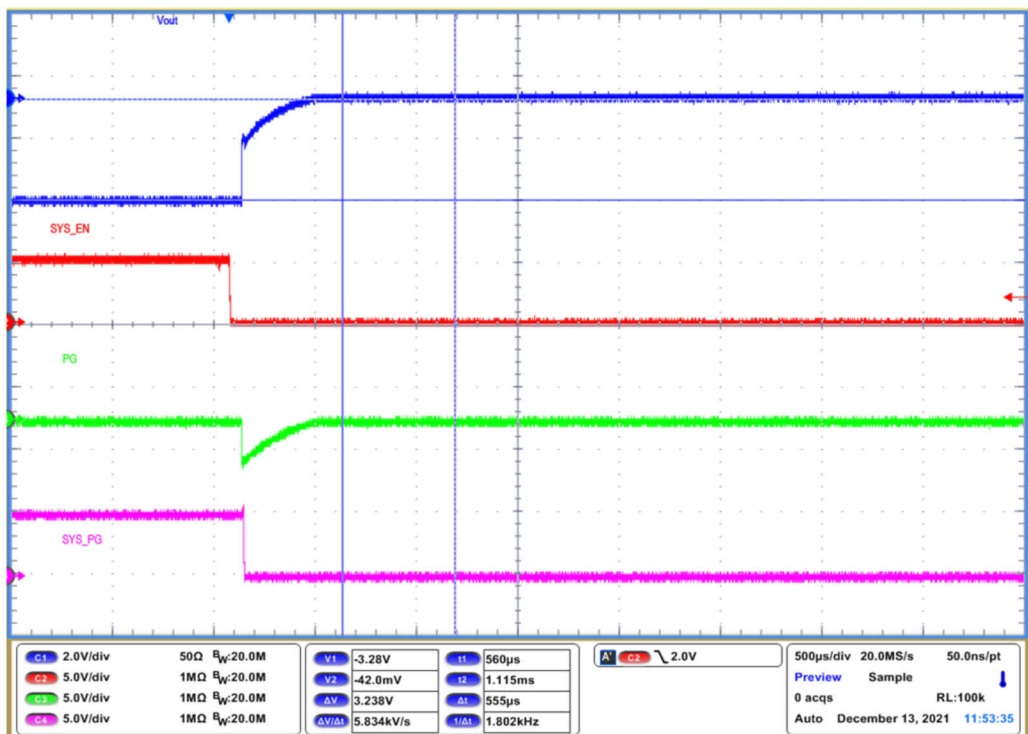 Vout
SYS_EN
PG
SYS_PG
C1 2.0V/div 50Ω BW:20.0M
C2 5.0V/div 1MΩ BW:20.0M
C3 5.0V/div 1MΩ BW:20.0M
C4 5.0V/div 1MΩ BW:20.0M
V1 -3.28V t1 560µs
V2 -42.0mV t2 1.115ms
ΔV 3.238V Δt 555µs
ΔV/Δt 5.834kV/s 1/Δt 1.802kHz
A' C2 2.0V
500µs/div 20.0MS/s 50.0ns/pt
Preview Sample
0 acqs RL:100k
Auto December 13, 2021 11:53:35